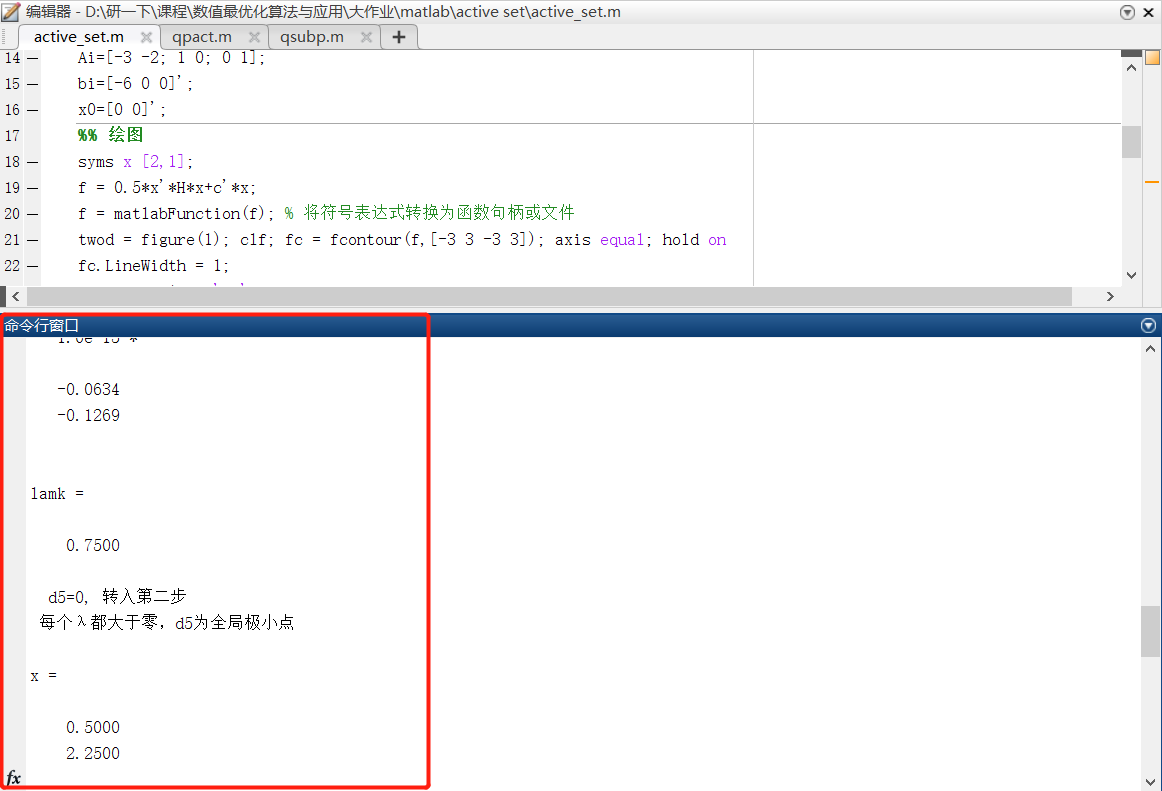 编辑器 - D:\研一下\课程\数值最优化算法与应用\大作业\matlab\active set\active_set.m
active_set.m qpact.m qsubp.m
14 Ai=[-3 -2; 1 0; 0 1];
15 bi=[-6 0 0]';
16 x0=[0 0]';
17 %% 绘图
18 syms x [2,1];
19 f = 0.5*x'*H*x+c'*x;
20 f = matlabFunction(f); % 将符号表达式转换为函数句柄或文件
21 twod = figure(1); clf; fc = fcontour(f,[-3 3 -3 3]); axis equal; hold on
22 fc.LineWidth = 1;
命令行窗口
-0.0634
-0.1269
lamk =
0.7500
d5=0, 转入第二步
每个λ都大于零，d5为全局极小点
x =
0.5000
2.2500
fx